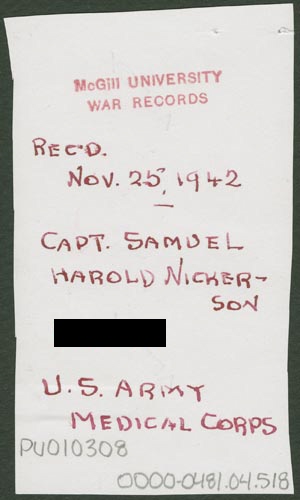 McGill UNIVERSITY
WAR RECORDS
REC'D.
NOV. 25, 1942
CAPT. SAMUEL
HAROLD NICKER-
SON
U.S. ARMY
MEDICAL CORPS
PU010308
0000-0481.04.518